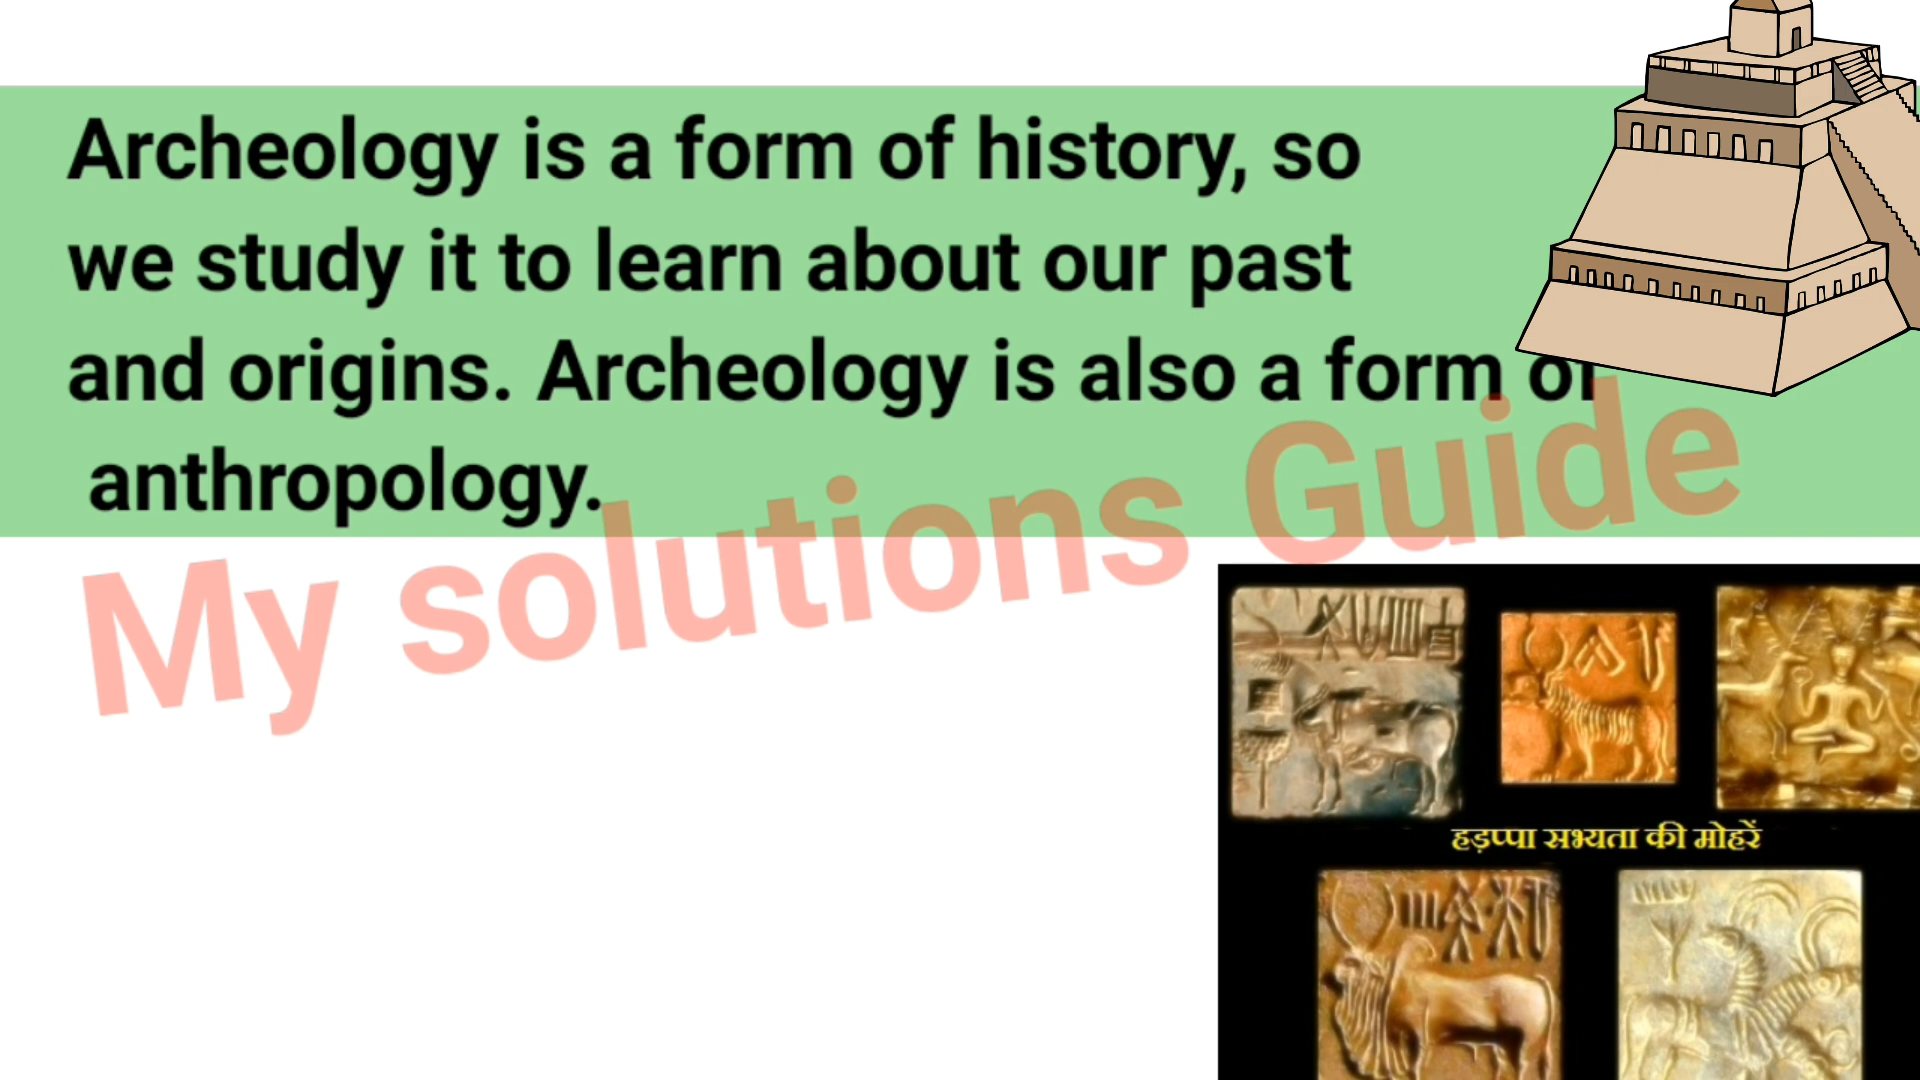 Archeology is a form of history, so
we study it to learn about our past
and origins. Archeology is also a form of
anthropology.
My solutions Guide
हड़प्पा सभ्यता की मोहरें